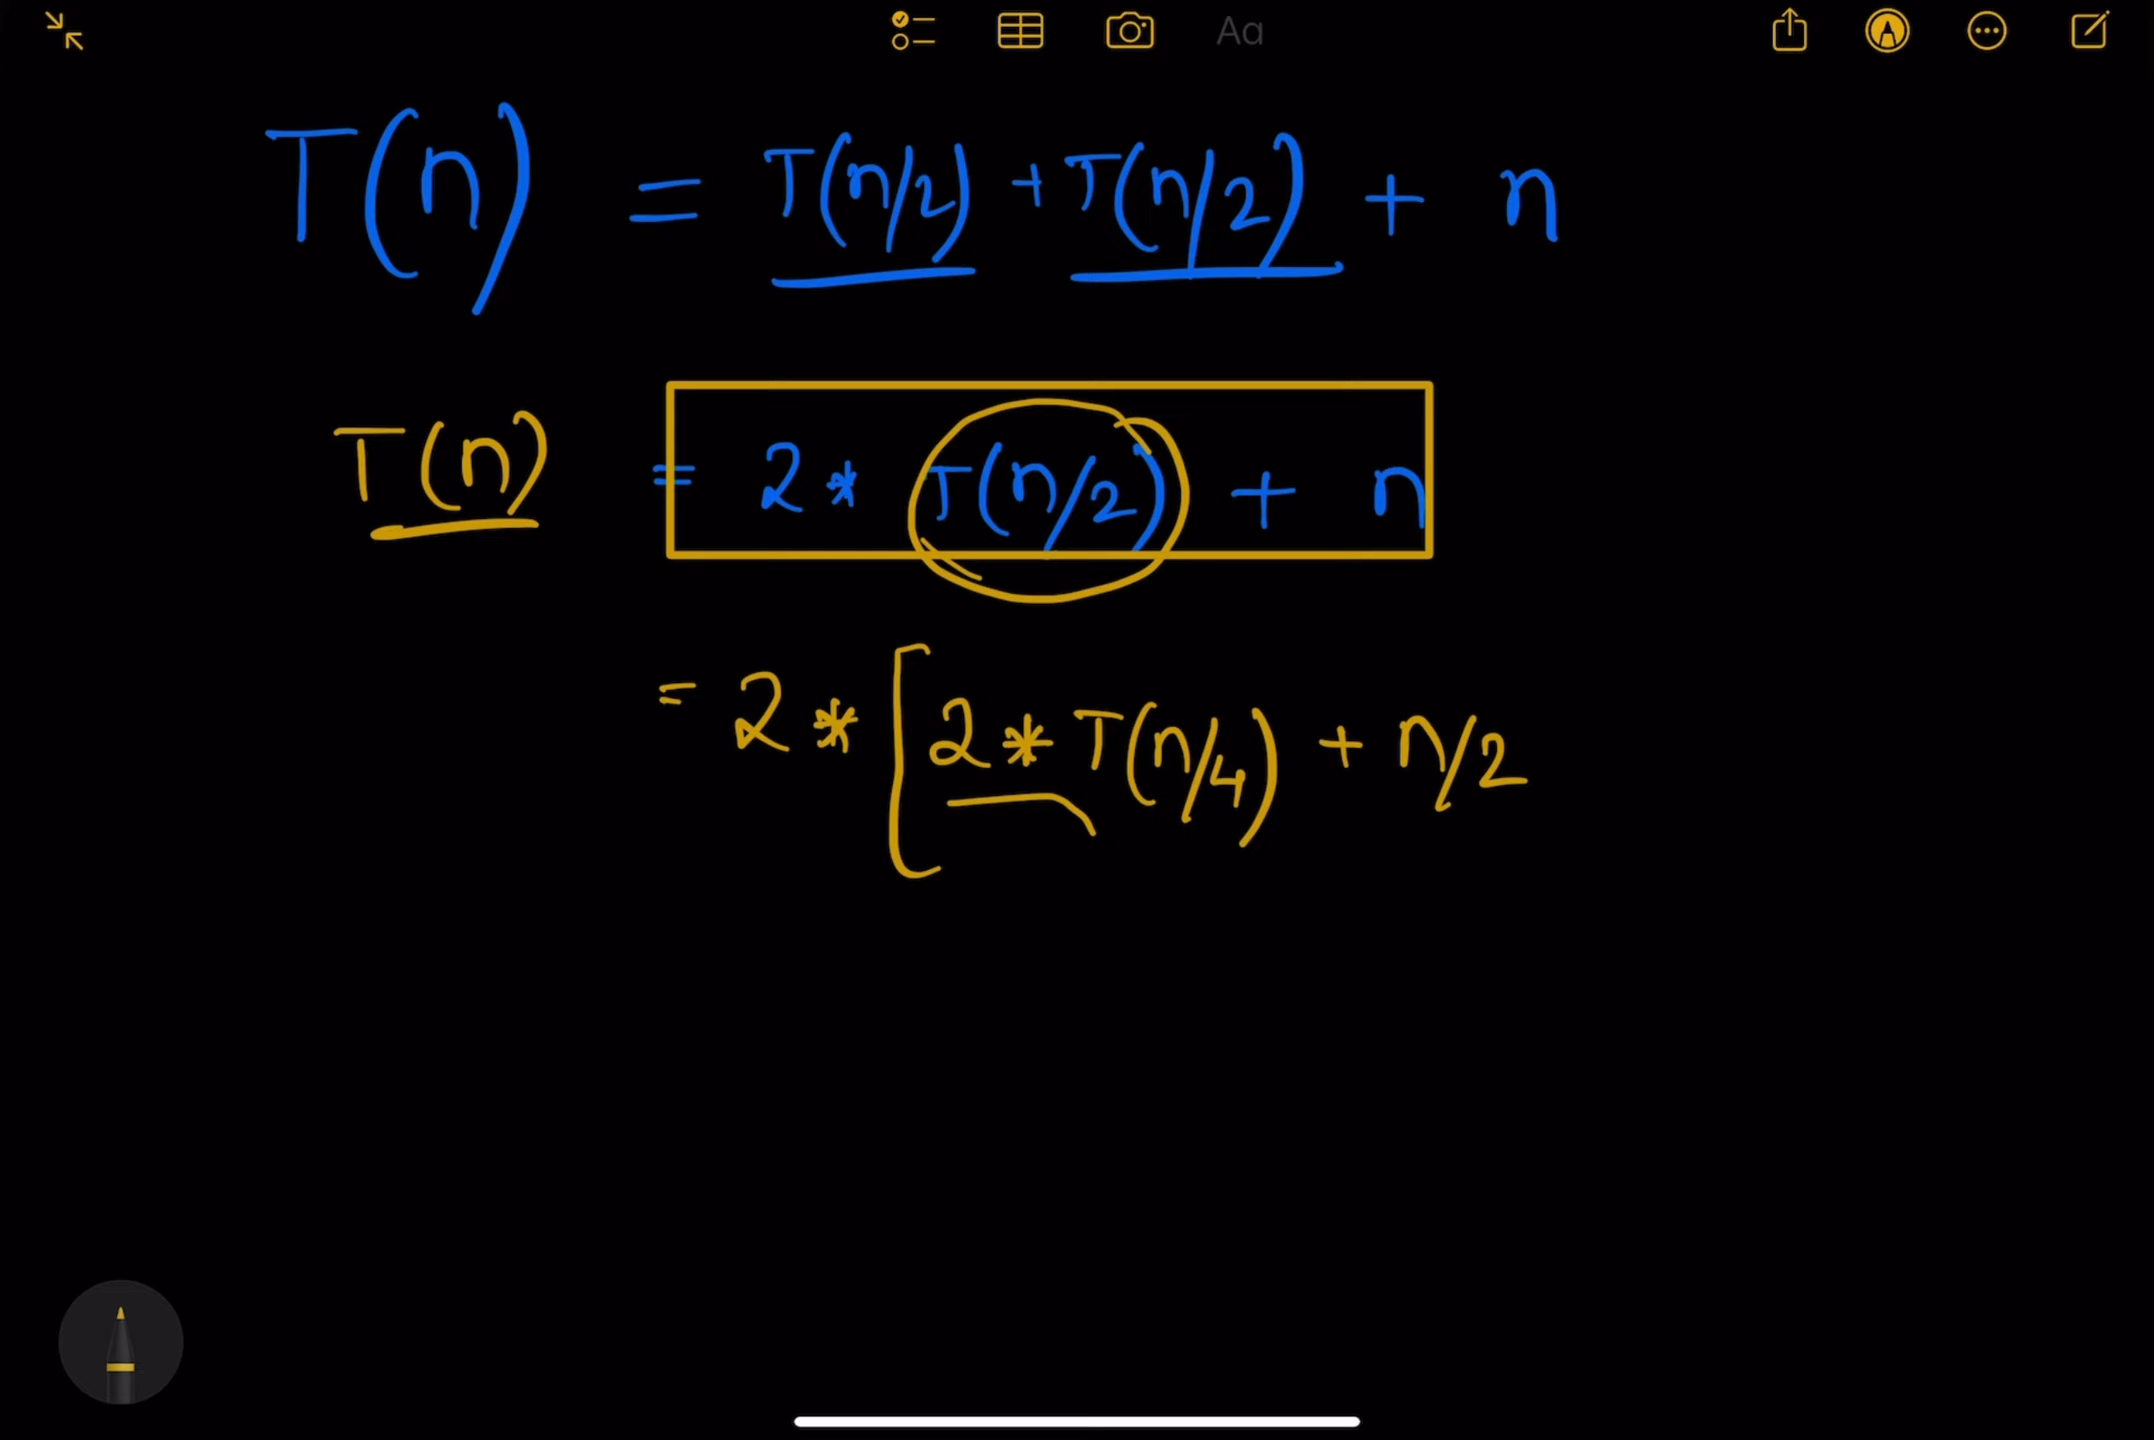 Aa
T(n) = T(n/2) + T(n/2) + n
T(n) = 2 * T(n/2) + n
= 2 * [ 2 * T(n/4) + n/2